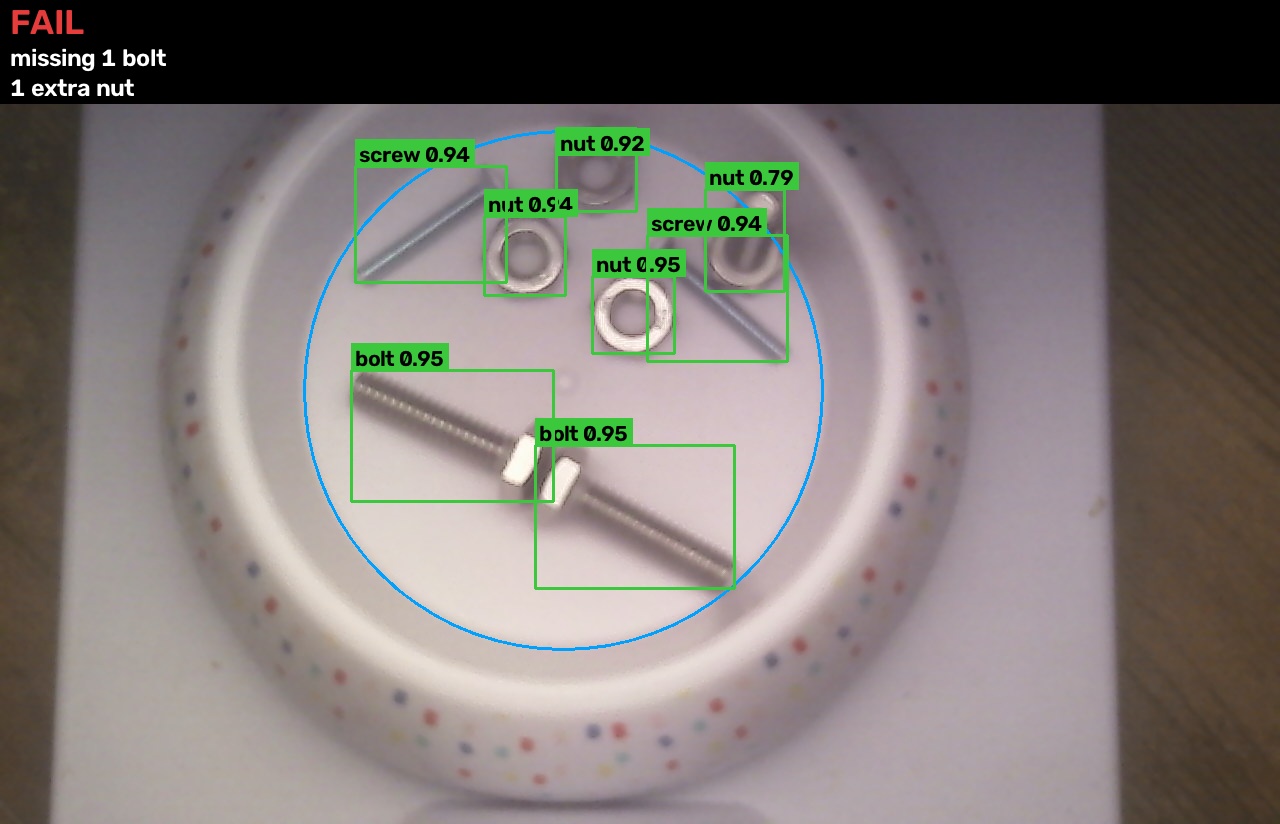 FAIL
missing 1 bolt
1 extra nut
nut 0.92
screw 0.94
nut 0.79
nut 0.94
screw 0.94
nut 0.95
bolt 0.95
bolt 0.95